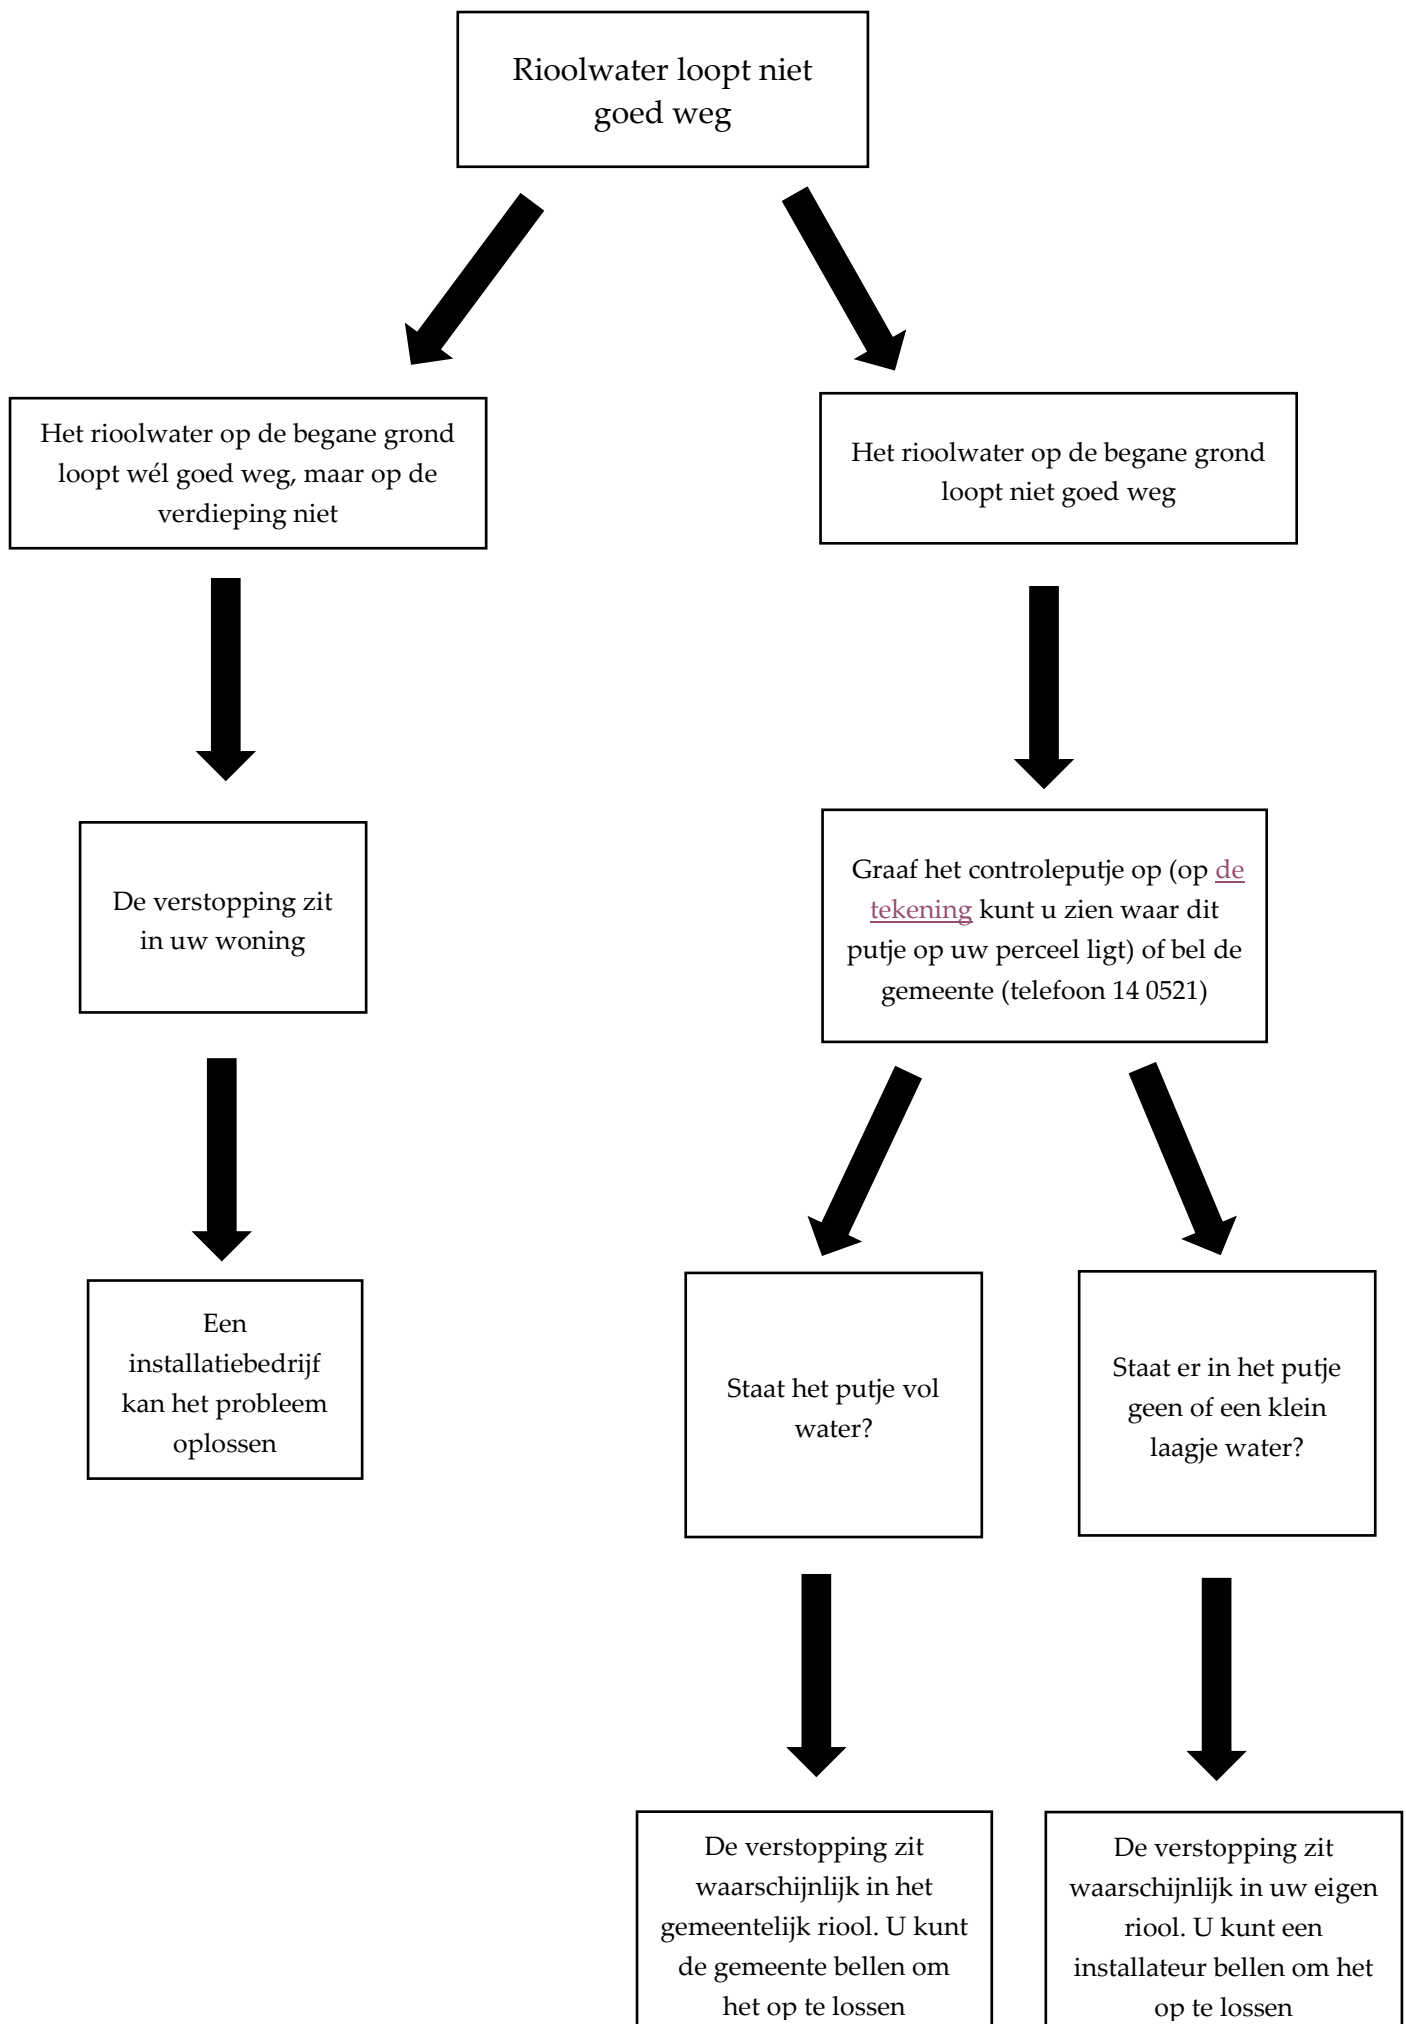 Rioolwater loopt niet
goed weg
Het rioolwater op de begane grond
loopt wél goed weg, maar op de
verdieping niet
Het rioolwater op de begane grond
loopt niet goed weg
De verstopping zit
in uw woning
Graaf het controleputje op (op de
tekening kunt u zien waar dit
putje op uw perceel ligt) of bel de
gemeente (telefoon 14 0521)
Een
installatiebedrijf
kan het probleem
oplossen
Staat het putje vol
water?
Staat er in het putje
geen of een klein
laagje water?
De verstopping zit
waarschijnlijk in het
gemeentelijk riool. U kunt
de gemeente bellen om
het op te lossen
De verstopping zit
waarschijnlijk in uw eigen
riool. U kunt een
installateur bellen om het
op te lossen